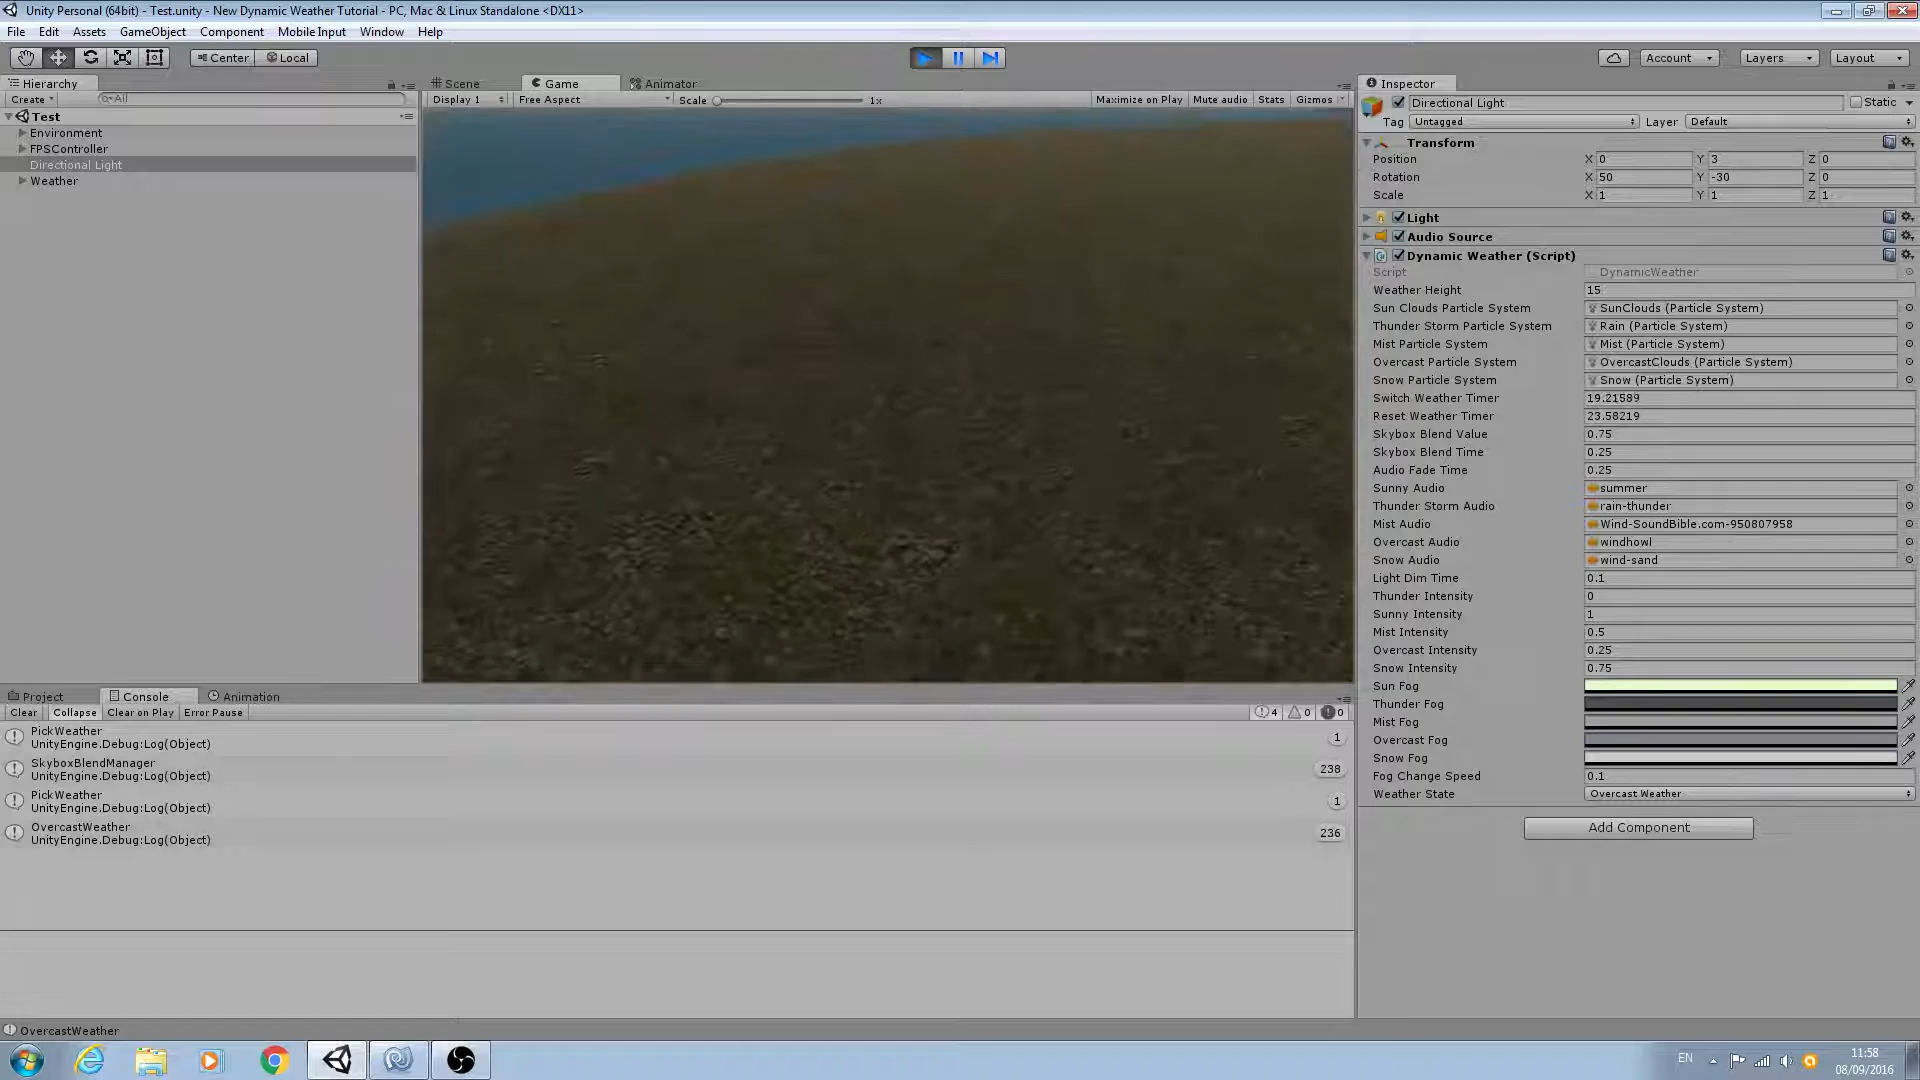 Unity Personal (64bit) - Test.unity - New Dynamic Weather Tutorial - PC, Mac & Linux Standalone <DX11>
File Edit Assets GameObject Component Mobile Input Window Help
Center Local Account Layers Layout
Hierarchy
Create All
Test
Environment
FPSController
Directional Light
Weather
Scene Game Animator
Display 1 Free Aspect Scale 1x Maximize on Play Mute audio Stats Gizmos
Inspector
Directional Light Static
Tag Untagged Layer Default
Transform
Position X 0 Y 3 Z 0
Rotation X 50 Y -30 Z 0
Scale X 1 Y 1 Z 1
Light
Audio Source
Dynamic Weather (Script)
Script DynamicWeather
Weather Height 15
Sun Clouds Particle System SunClouds (Particle System)
Thunder Storm Particle System Rain (Particle System)
Mist Particle System Mist (Particle System)
Overcast Particle System OvercastClouds (Particle System)
Snow Particle System Snow (Particle System)
Switch Weather Timer 19.21589
Reset Weather Timer 23.58219
Skybox Blend Value 0.75
Skybox Blend Time 0.25
Audio Fade Time 0.25
Sunny Audio summer
Thunder Storm Audio rain-thunder
Mist Audio Wind-SoundBible.com-950807958
Overcast Audio windhowl
Snow Audio wind-sand
Light Dim Time 0.1
Thunder Intensity 0
Sunny Intensity 1
Mist Intensity 0.5
Overcast Intensity 0.25
Snow Intensity 0.75
Sun Fog
Thunder Fog
Mist Fog
Overcast Fog
Snow Fog
Fog Change Speed 0.1
Weather State Overcast Weather
Add Component
Project Console Animation
Clear Collapse Clear on Play Error Pause 4 0 0
PickWeather
UnityEngine.Debug:Log(Object) 1
SkyboxBlendManager
UnityEngine.Debug:Log(Object) 238
PickWeather
UnityEngine.Debug:Log(Object) 1
OvercastWeather
UnityEngine.Debug:Log(Object) 236
OvercastWeather
EN
11:58
08/09/2016